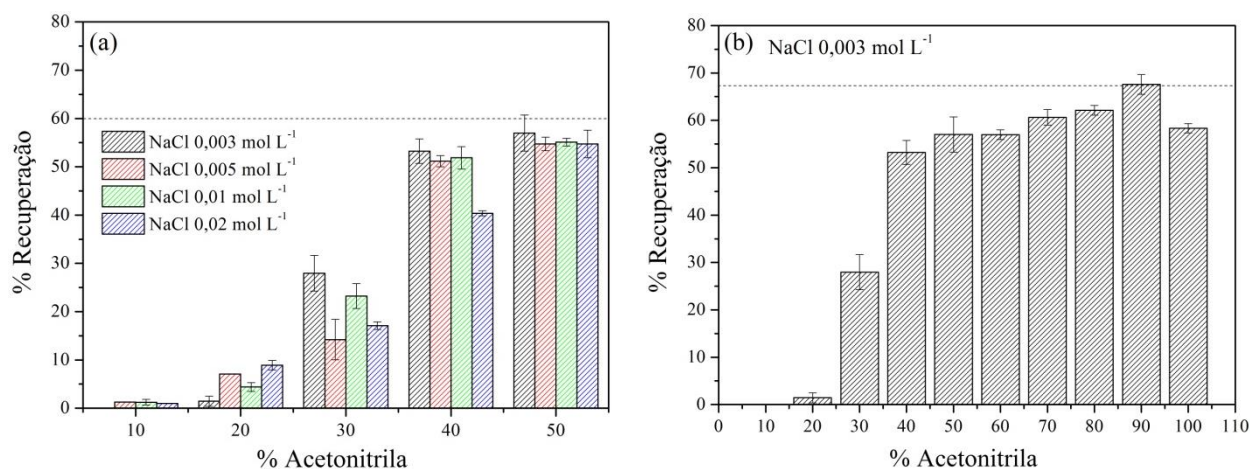 (a)
80
70
60
50
40
30
20
10
0
% Recuperação
NaCl 0,003 mol L⁻¹
NaCl 0,005 mol L⁻¹
NaCl 0,01 mol L⁻¹
NaCl 0,02 mol L⁻¹
10 20 30 40 50
% Acetonitrila
(b) NaCl 0,003 mol L⁻¹
80
70
60
50
40
30
20
10
0
% Recuperação
0 10 20 30 40 50 60 70 80 90 100 110
% Acetonitrila